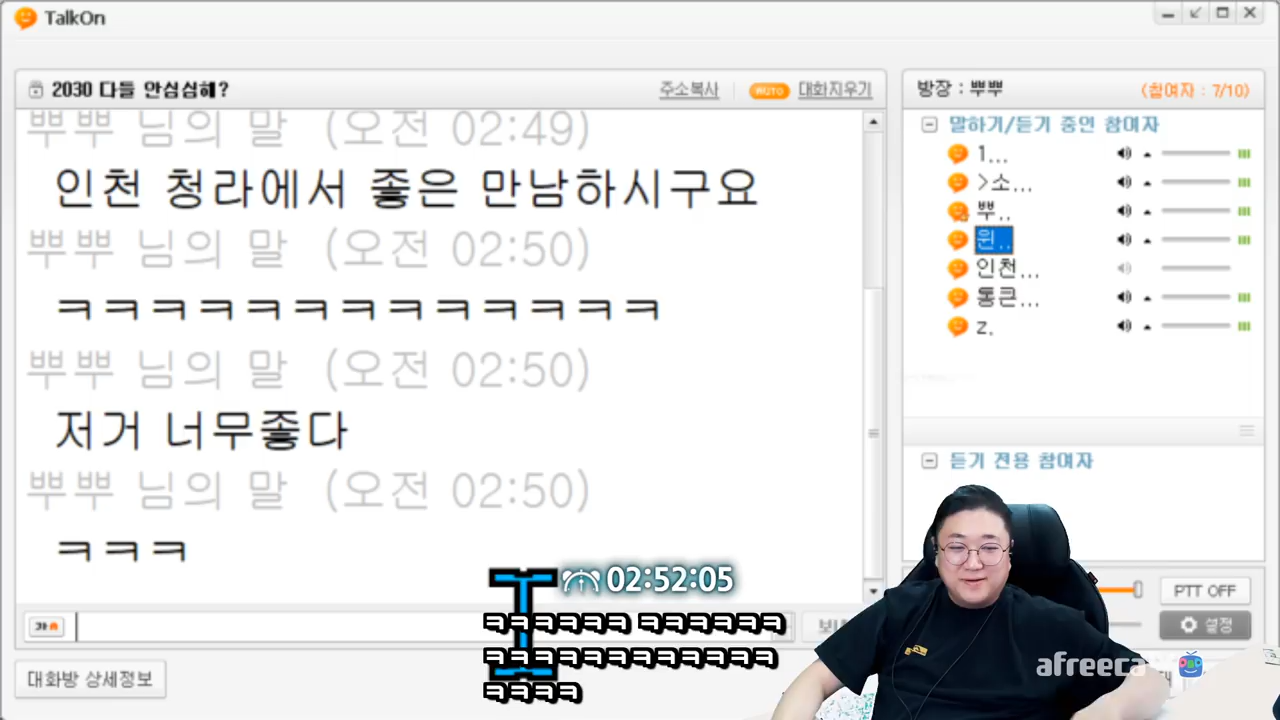 TalkOn
2030 다들 안심심해?
주소복사
AUTO
대화지우기
뿌뿌 님의 말 (오전 02:49)
인천 청라에서 좋은 만남하시구요
뿌뿌 님의 말 (오전 02:50)
ㅋㅋㅋㅋㅋㅋㅋㅋㅋㅋㅋㅋㅋ
뿌뿌 님의 말 (오전 02:50)
저거 너무좋다
뿌뿌 님의 말 (오전 02:50)
ㅋㅋㅋ
가
대화방 상세정보
방장 : 뿌뿌
(참여자 : 7/10)
말하기/듣기 중인 참여자
1...
>소...
뿌..
윈..
인천...
통큰...
z.
듣기 전용 참여자
PTT OFF
설정
02:52:05
ㅋㅋㅋㅋㅋㅋ ㅋㅋㅋㅋㅋㅋ
ㅋㅋㅋㅋㅋㅋㅋㅋㅋㅋㅋㅋ
ㅋㅋㅋㅋ